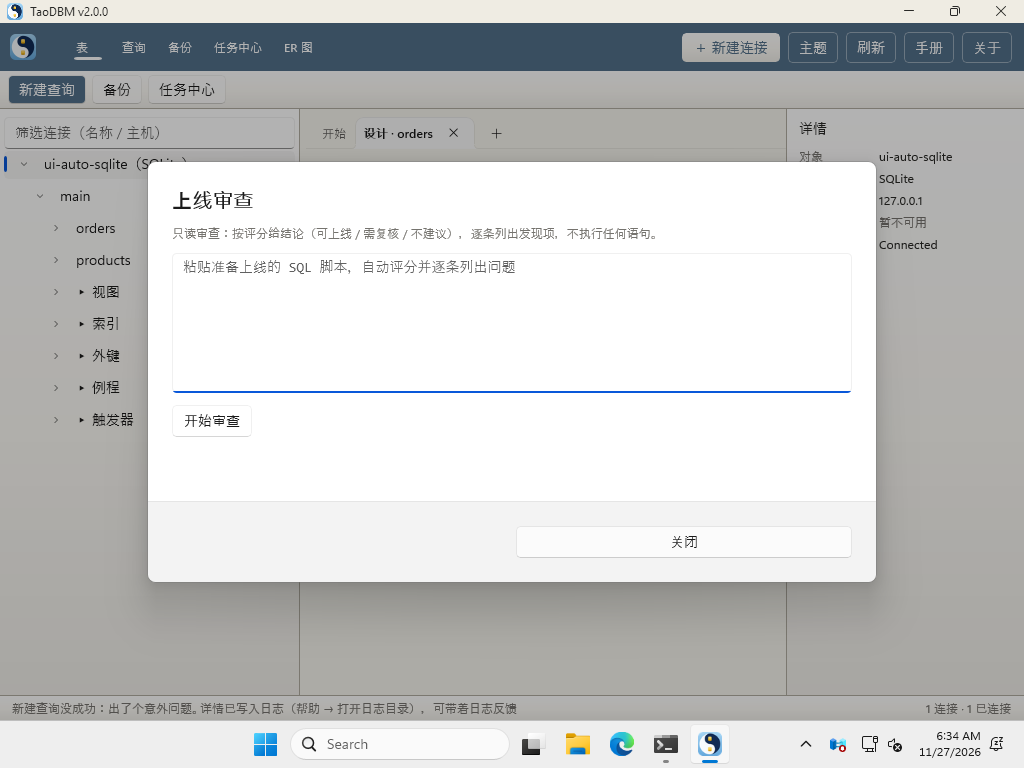 TaoDBM v2.0.0
表
查询
备份
任务中心
ER 图
+ 新建连接
主题
刷新
手册
关于
新建查询
备份
任务中心
筛选连接（名称 / 主机）
开始
设计 · orders
详情
ui-auto-sqlite
对象
ui-auto-sqlite
main
SQLite
127.0.0.1
暂不可用
Connected
orders
products
视图
索引
外键
例程
触发器
上线审查
只读审查：按评分给结论（可上线 / 需复核 / 不建议），逐条列出发现项，不执行任何语句。
粘贴准备上线的 SQL 脚本，自动评分并逐条列出问题
开始审查
关闭
新建查询没成功：出了个意外问题。详情已写入日志（帮助 → 打开日志目录），可带着日志反馈
1 连接 · 1 已连接
Search
6:34 AM
11/27/2026